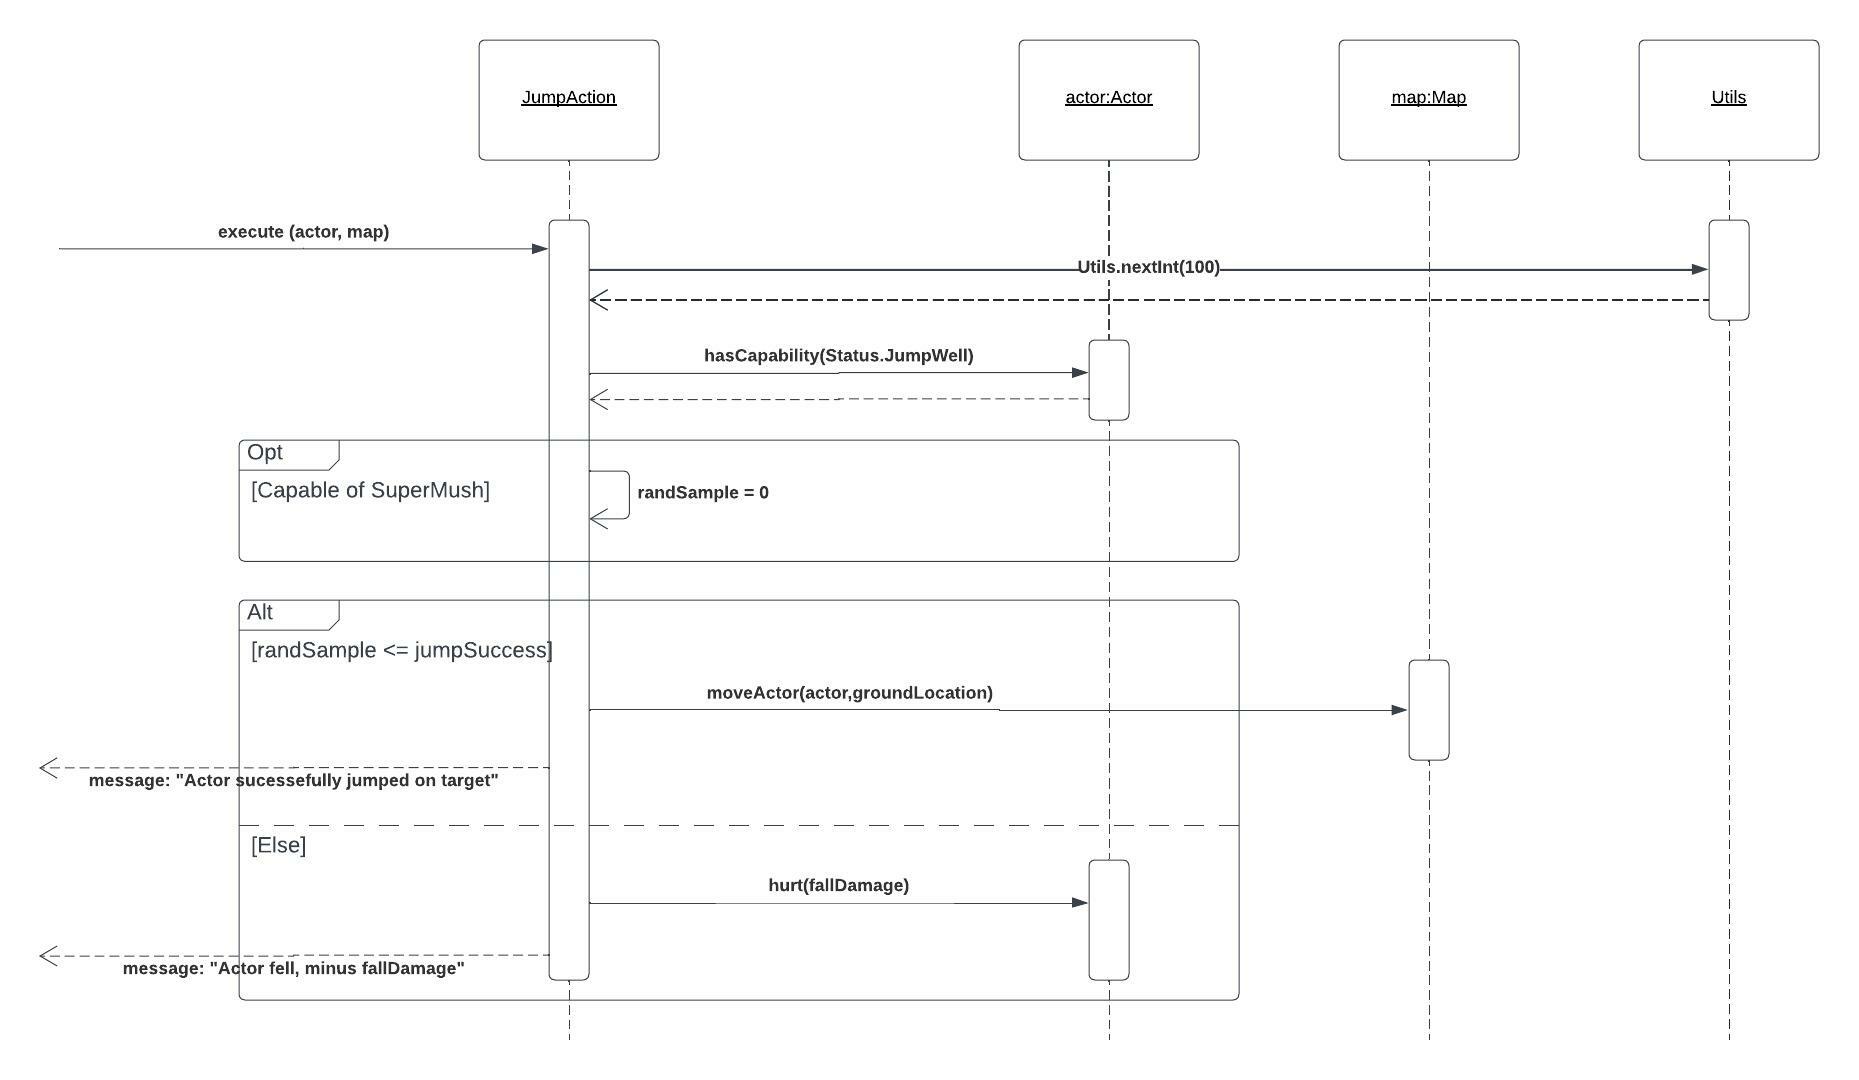 JumpAction
actor:Actor
map:Map
Utils
execute (actor, map)
Utils.nextInt(100)
hasCapability(Status.JumpWell)
Opt
[Capable of SuperMush]
randSample = 0
Alt
[randSample <= jumpSuccess]
moveActor(actor,groundLocation)
message: "Actor sucessefully jumped on target"
[Else]
hurt(fallDamage)
message: "Actor fell, minus fallDamage"